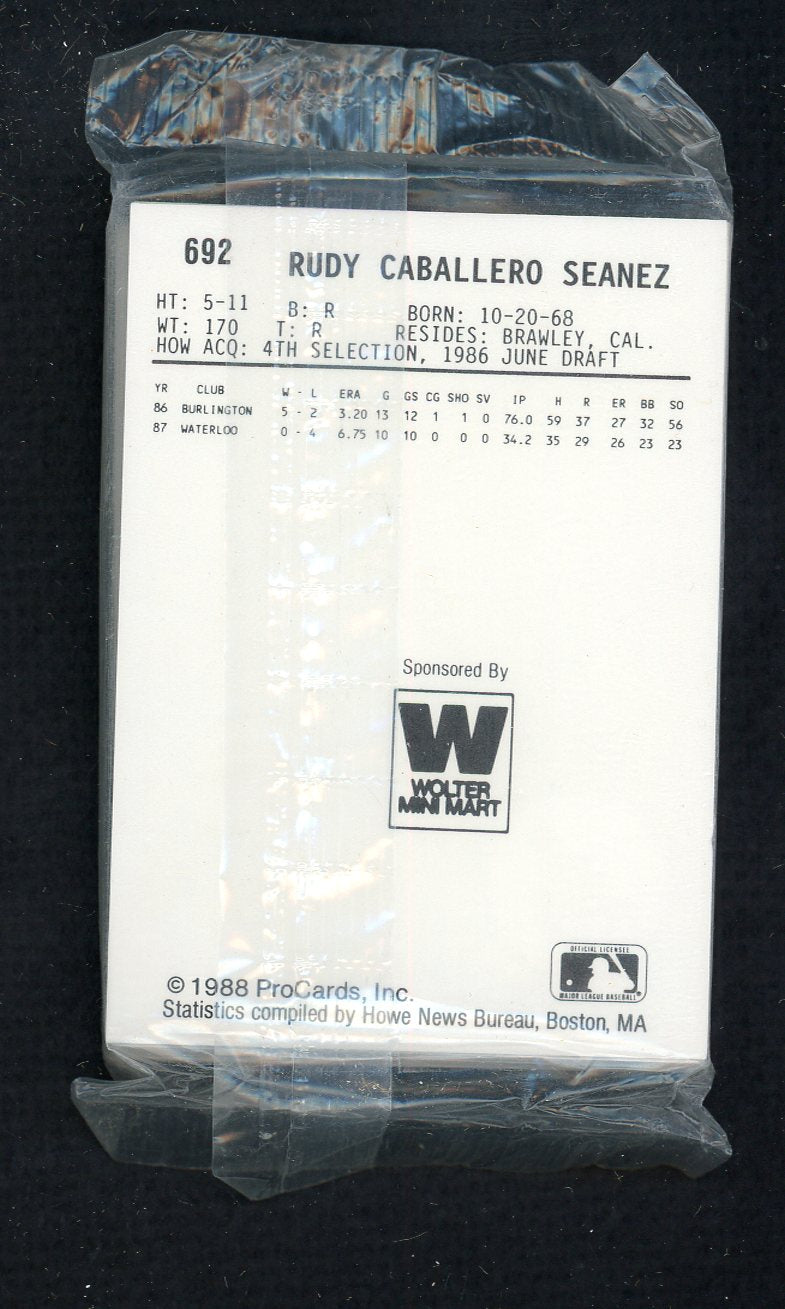 692 RUDY CABALLERO SEANEZ
HT: 5-11 B: R BORN: 10-20-68
WT: 170 T: R RESIDES: BRAWLEY, CAL.
HOW ACQ: 4TH SELECTION, 1986 JUNE DRAFT
YR CLUB W - L ERA G GS CG SHO SV IP H R ER BB SO
86 BURLINGTON 5 - 2 3.20 13 12 1 1 0 76.0 59 37 27 32 56
87 WATERLOO 0 - 4 6.75 10 10 0 0 0 34.2 35 29 26 23 23
Sponsored By
W
WOLTER
MINI MART
OFFICIAL LICENSEE
MAJOR LEAGUE BASEBALL
© 1988 ProCards, Inc.
Statistics compiled by Howe News Bureau, Boston, MA